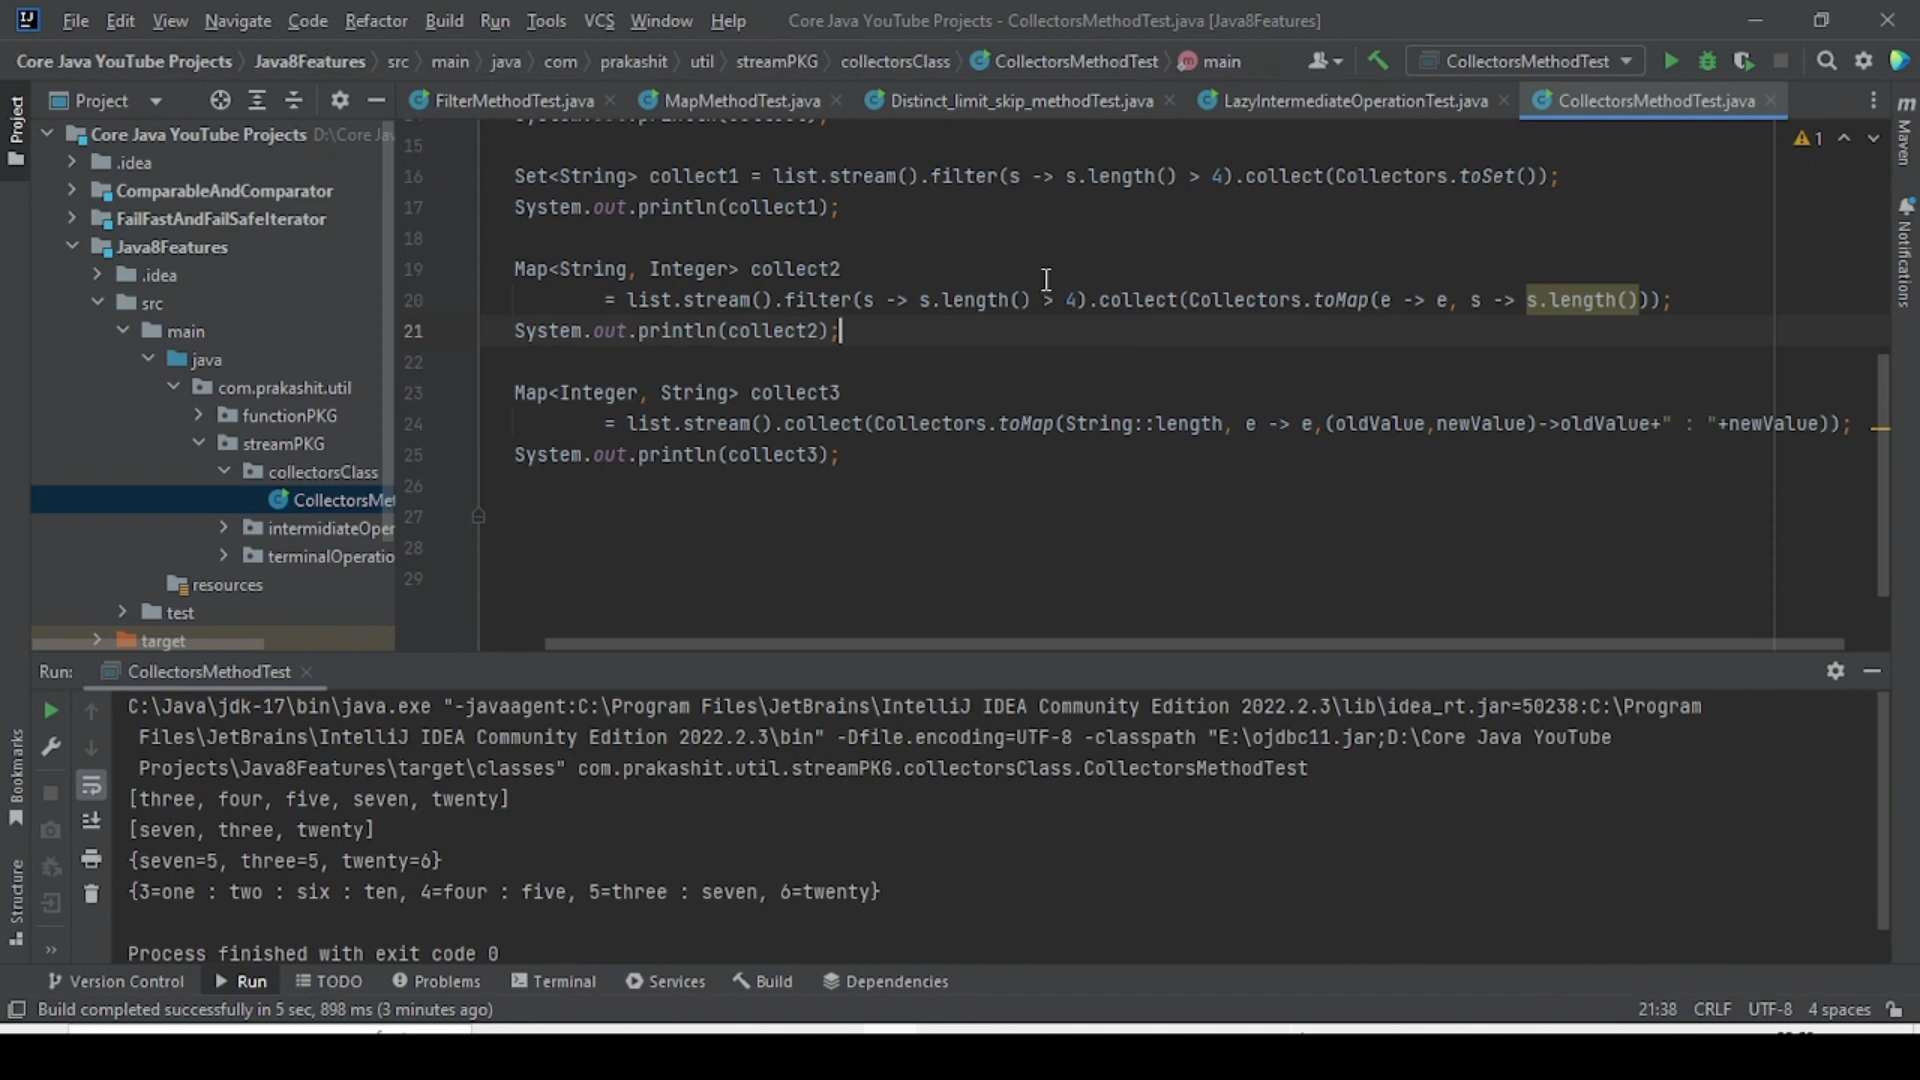 File Edit View Navigate Code Refactor Build Run Tools VCS Window Help Core Java YouTube Projects - CollectorsMethodTest.java [Java8Features]
Core Java YouTube Projects Java8Features src main java com prakashit util streamPKG collectorsClass CollectorsMethodTest main CollectorsMethodTest
Project FilterMethodTest.java MapMethodTest.java Distinct_limit_skip_methodTest.java LazyIntermediateOperationTest.java CollectorsMethodTest.java
Project
Maven
Notifications
Core Java YouTube Projects D:\Core Jav
.idea
ComparableAndComparator
FailFastAndFailSafeIterator
Java8Features
.idea
src
main
java
com.prakashit.util
functionPKG
streamPKG
collectorsClass
CollectorsMet
intermidiateOper
terminalOperatio
resources
test
target
1
15
16 Set<String> collect1 = list.stream().filter(s -> s.length() > 4).collect(Collectors.toSet());
17 System.out.println(collect1);
18
19 Map<String, Integer> collect2
20 = list.stream().filter(s -> s.length() > 4).collect(Collectors.toMap(e -> e, s -> s.length()));
21 System.out.println(collect2);
22
23 Map<Integer, String> collect3
24 = list.stream().collect(Collectors.toMap(String::length, e -> e,(oldValue,newValue)->oldValue+" : "+newValue));
25 System.out.println(collect3);
26
27
28
29
Run: CollectorsMethodTest
C:\Java\jdk-17\bin\java.exe "-javaagent:C:\Program Files\JetBrains\IntelliJ IDEA Community Edition 2022.2.3\lib\idea_rt.jar=50238:C:\Program
Files\JetBrains\IntelliJ IDEA Community Edition 2022.2.3\bin" -Dfile.encoding=UTF-8 -classpath "E:\ojdbc11.jar;D:\Core Java YouTube
Projects\Java8Features\target\classes" com.prakashit.util.streamPKG.collectorsClass.CollectorsMethodTest
[three, four, five, seven, twenty]
[seven, three, twenty]
{seven=5, three=5, twenty=6}
{3=one : two : six : ten, 4=four : five, 5=three : seven, 6=twenty}
Process finished with exit code 0
Bookmarks
Structure
Version Control Run TODO Problems Terminal Services Build Dependencies
Build completed successfully in 5 sec, 898 ms (3 minutes ago) 21:38 CRLF UTF-8 4 spaces